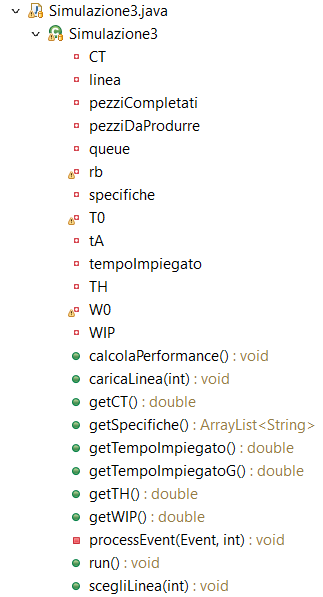 Simulazione3.java
Simulazione3
CT
linea
pezziCompletati
pezziDaProdurre
queue
rb
specifiche
T0
tA
tempoImpiegato
TH
W0
WIP
calcolaPerformance() : void
caricaLinea(int) : void
getCT() : double
getSpecifiche() : ArrayList<String>
getTempoImpiegato() : double
getTempoImpiegatoG() : double
getTH() : double
getWIP() : double
processEvent(Event, int) : void
run() : void
scegliLinea(int) : void